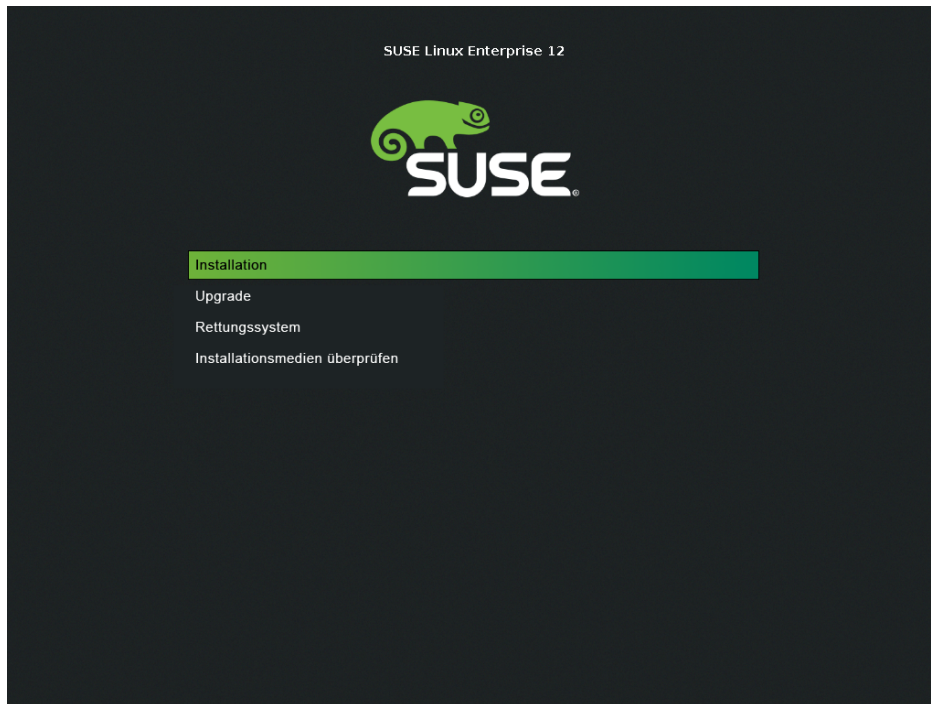 SUSE Linux Enterprise 12
SUSE®
Installation
Upgrade
Rettungssystem
Installationsmedien überprüfen